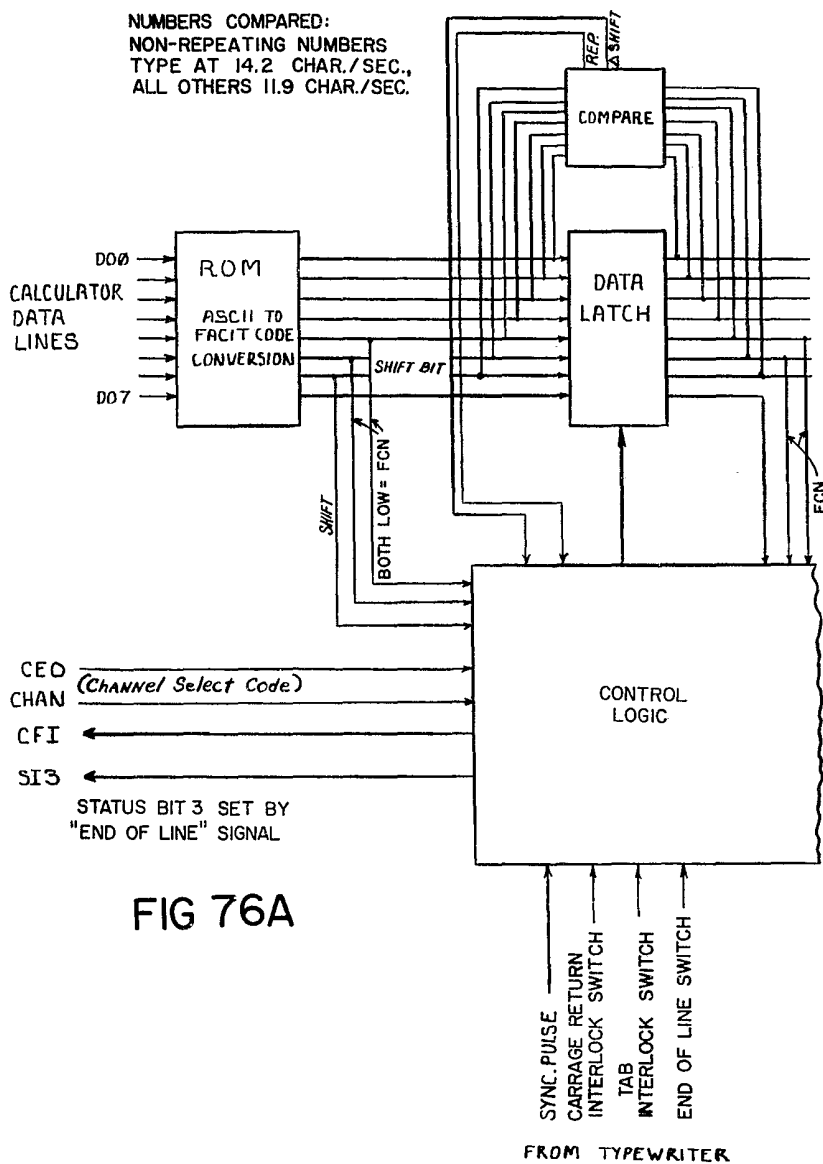 NUMBERS COMPARED:
NON-REPEATING NUMBERS
TYPE AT 14.2 CHAR./SEC.,
ALL OTHERS 11.9 CHAR./SEC.
REP.
Δ SHIFT
COMPARE
DO0
CALCULATOR
DATA
LINES
DO7
ROM
ASCII TO
FACIT CODE
CONVERSION
SHIFT BIT
DATA
LATCH
SHIFT
BOTH LOW = FCN
FCN
CEO
(Channel Select Code)
CHAN
CFI
SI3
STATUS BIT 3 SET BY
"END OF LINE" SIGNAL
CONTROL
LOGIC
FIG 76A
SYNC. PULSE
CARRAGE RETURN
INTERLOCK SWITCH
TAB
INTERLOCK SWITCH
END OF LINE SWITCH
FROM TYPEWRITER